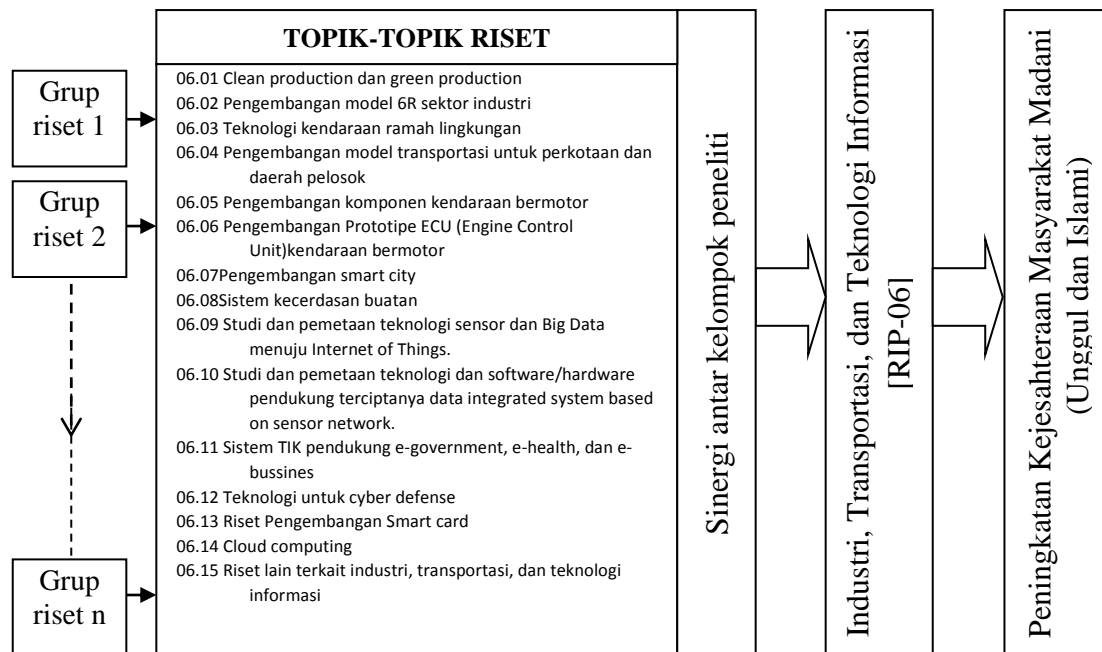 Grup
riset 1
Grup
riset 2
Grup
riset n
TOPIK-TOPIK RISET
06.01 Clean production dan green production
06.02 Pengembangan model 6R sektor industri
06.03 Teknologi kendaraan ramah lingkungan
06.04 Pengembangan model transportasi untuk perkotaan dan
daerah pelosok
06.05 Pengembangan komponen kendaraan bermotor
06.06 Pengembangan Prototipe ECU (Engine Control
Unit)kendaraan bermotor
06.07Pengembangan smart city
06.08Sistem kecerdasan buatan
06.09 Studi dan pemetaan teknologi sensor dan Big Data
menuju Internet of Things.
06.10 Studi dan pemetaan teknologi dan software/hardware
pendukung terciptanya data integrated system based
on sensor network.
06.11 Sistem TIK pendukung e-government, e-health, dan e-
bussines
06.12 Teknologi untuk cyber defense
06.13 Riset Pengembangan Smart card
06.14 Cloud computing
06.15 Riset lain terkait industri, transportasi, dan teknologi
informasi
Sinergi antar kelompok peneliti
Industri, Transportasi, dan Teknologi Informasi
[RIP-06]
Peningkatan Kejesahteraan Masyarakat Madani
(Unggul dan Islami)